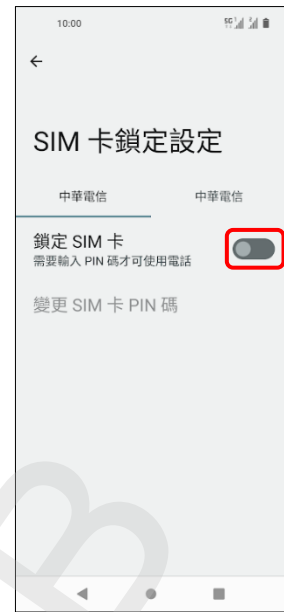 10:00 5G
SIM 卡鎖定設定
中華電信 中華電信
鎖定 SIM 卡
需要輸入 PIN 碼才可使用電話
變更 SIM 卡 PIN 碼